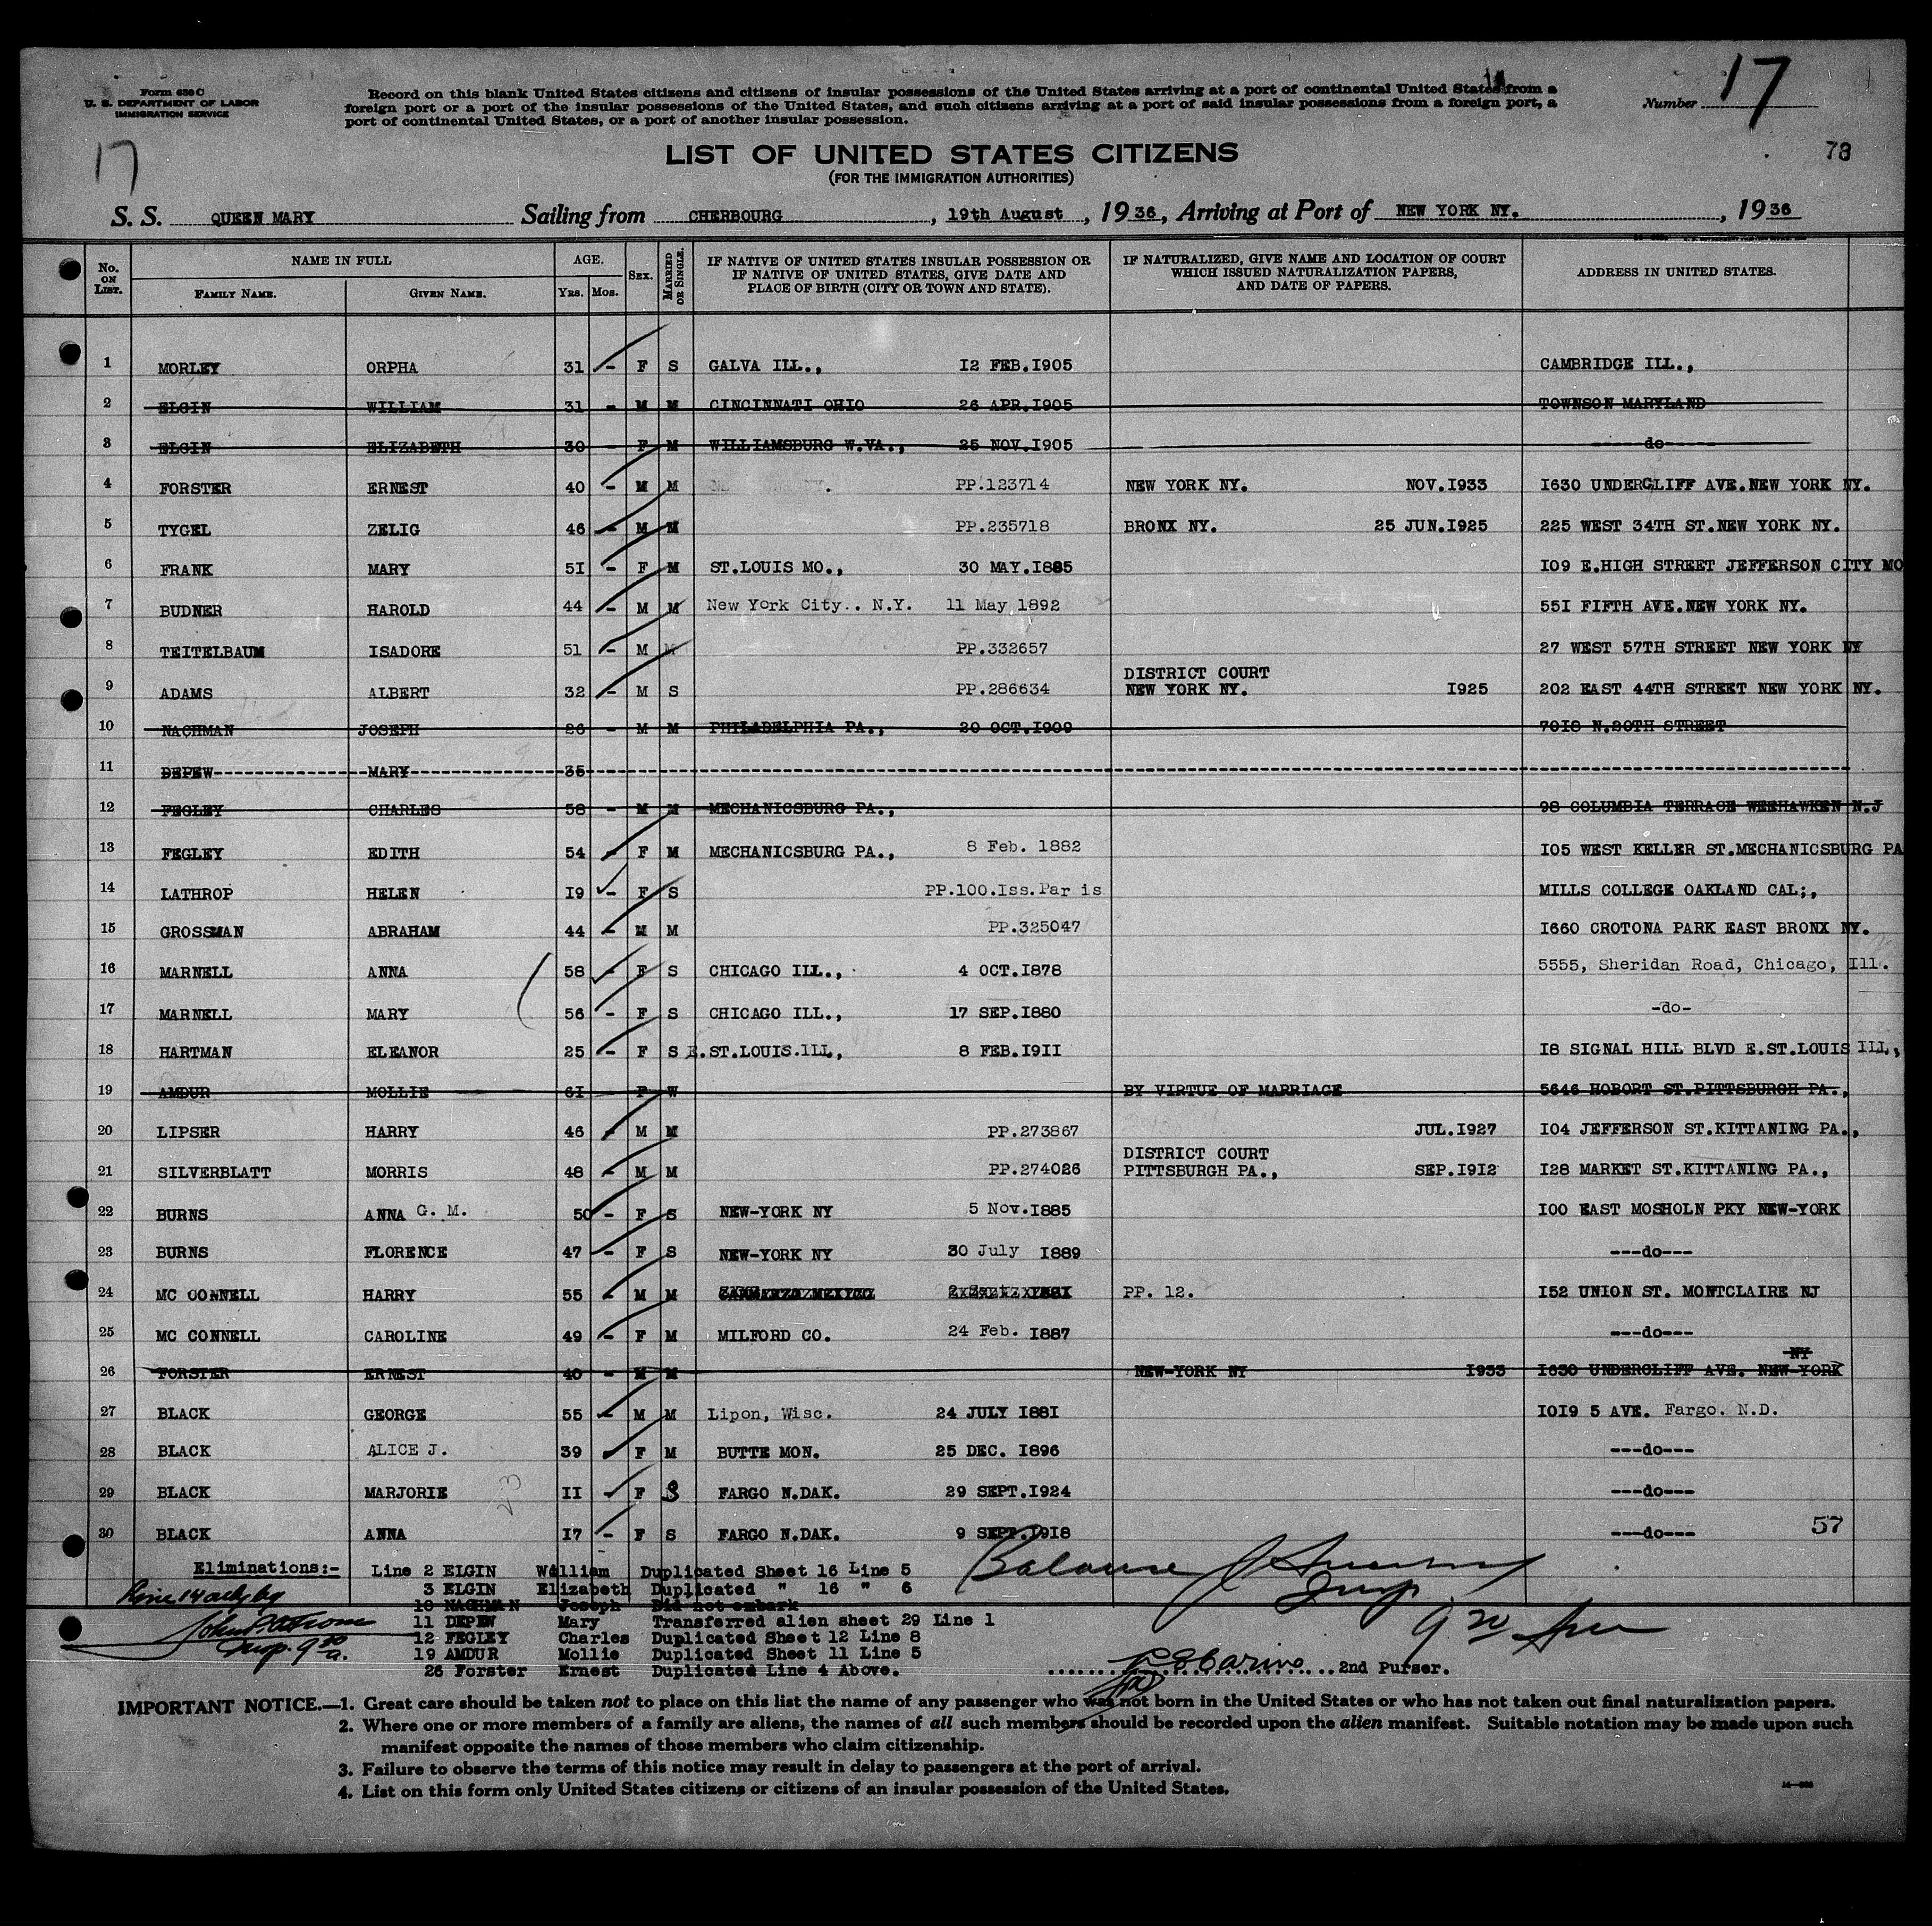 Form 630 C
U. S. DEPARTMENT OF LABOR
IMMIGRATION SERVICE
Record on this blank United States citizens and citizens of insular possessions of the United States arriving at a port of continental United States from a
foreign port or a port of the insular possessions of the United States, and such citizens arriving at a port of said insular possessions from a foreign port, a
port of continental United States, or a port of another insular possession.
Number 17
17
78
LIST OF UNITED STATES CITIZENS
(FOR THE IMMIGRATION AUTHORITIES)
S. S. QUEEN MARY Sailing from CHERBOURG, 19th August, 1936, Arriving at Port of NEW YORK NY., 1936
No. ON LIST. NAME IN FULL FAMILY NAME. GIVEN NAME. AGE. YRS. MOS. SEX. MARRIED OR SINGLE. IF NATIVE OF UNITED STATES INSULAR POSSESSION OR IF NATIVE OF UNITED STATES, GIVE DATE AND PLACE OF BIRTH (CITY OR TOWN AND STATE). IF NATURALIZED, GIVE NAME AND LOCATION OF COURT WHICH ISSUED NATURALIZATION PAPERS, AND DATE OF PAPERS. ADDRESS IN UNITED STATES.
1 MORLEY ORPHA 31 - F S GALVA ILL., 12 FEB.1905 CAMBRIDGE ILL.,
2 ELGIN WILLIAM 31 - M M CINCINNATI OHIO 26 APR.1905 TOWNSON MARYLAND
3 ELGIN ELIZABETH 30 - F M WILLIAMSBURG W.VA., 25 NOV.1905 -----do-----
4 FORSTER ERNEST 40 - M M PP.123714 NEW YORK NY. NOV.1933 1630 UNDERCLIFF AVE.NEW YORK NY.
5 TYGEL ZELIG 46 - M M PP.235718 BRONX NY. 25 JUN.1925 225 WEST 34TH ST.NEW YORK NY.
6 FRANK MARY 51 - F M ST.LOUIS MO., 30 MAY.1885 109 E.HIGH STREET JEFFERSON CITY MO
7 BUDNER HAROLD 44 - M M New York City.. N.Y. 11 May 1892 551 FIFTH AVE.NEW YORK NY.
8 TEITELBAUM ISADORE 51 - M M PP.332657 27 WEST 57TH STREET NEW YORK NY
DISTRICT COURT
9 ADAMS ALBERT 32 - M S PP.286634 NEW YORK NY. 1925 202 EAST 44TH STREET NEW YORK NY.
10 NACHMAN JOSEPH 26 - M M PHILADELPHIA PA., 20 OCT.1909 7018 N.20TH STREET
11 DEPEW MARY 35
12 FEGLEY CHARLES 58 - M M MECHANICSBURG PA., 98 COLUMBIA TERRACE WEEHAWKEN N.J
13 FEGLEY EDITH 54 - F M MECHANICSBURG PA., 8 Feb. 1882 105 WEST KELLER ST.MECHANICSBURG PA
14 LATHROP HELEN 19 - F S PP.100.Iss.Par is MILLS COLLEGE OAKLAND CAL;,
15 GROSSMAN ABRAHAM 44 - M M PP.325047 1660 CROTONA PARK EAST BRONX NY.
16 MARNELL ANNA 58 - F S CHICAGO ILL., 4 OCT.1878 5555, Sheridan Road, Chicago, Ill.
17 MARNELL MARY 56 - F S CHICAGO ILL., 17 SEP.1880 -do-
18 HARTMAN ELEANOR 25 - F S E.ST.LOUIS.ILL, 8 FEB.1911 18 SIGNAL HILL BLVD E.ST.LOUIS ILL,
19 AMDUR MOLLIE 61 - F W BY VIRTUE OF MARRIAGE 5646 HOBORT ST.PITTSBURGH PA.,
20 LIPSER HARRY 46 - M M PP.273867 JUL.1927 104 JEFFERSON ST.KITTANING PA.,
DISTRICT COURT
21 SILVERBLATT MORRIS 48 - M M PP.274026 PITTSBURGH PA., SEP.1912 128 MARKET ST.KITTANING PA.,
22 BURNS ANNA G. M. 50 - F S NEW-YORK NY 5 Nov.1885 100 EAST MOSHOLN PKY NEW-YORK
23 BURNS FLORENCE 47 - F S NEW-YORK NY 30 July 1889 ---do---
24 MC CONNELL HARRY 55 - M M PP. 12. 152 UNION ST. MONTCLAIRE NJ
25 MC CONNELL CAROLINE 49 - F M MILFORD CO. 24 Feb. 1887 ---do---
NY
26 FORSTER ERNEST 40 - M M NEW-YORK NY 1933 1630 UNDERCLIFF AVE. NEW-YORK
27 BLACK GEORGE 55 - M M Lipon, Wisc. 24 JULY 1881 1019 5 AVE. Fargo. N.D.
28 BLACK ALICE J. 39 - F M BUTTE MON. 25 DEC. 1896 ---do---
29 BLACK MARJORIE 11 - F S FARGO N.DAK. 29 SEPT.1924 ---do---
30 BLACK ANNA 17 - F S FARGO N.DAK. 9 SEPT.1918 ---do--- 57
Eliminations:- Line 2 ELGIN William Duplicated Sheet 16 Line 5
3 ELGIN Elizabeth Duplicated " 16 " 6
10 NACHMAN Joseph Did not embark
11 DEPEW Mary Transferred alien sheet 29 Line 1
12 FEGLEY Charles Duplicated Sheet 12 Line 8
19 AMDUR Mollie Duplicated Sheet 11 Line 5
26 Forster Ernest Duplicated Line 4 Above.
2nd Purser.
IMPORTANT NOTICE.—1. Great care should be taken not to place on this list the name of any passenger who was not born in the United States or who has not taken out final naturalization papers.
2. Where one or more members of a family are aliens, the names of all such members should be recorded upon the alien manifest. Suitable notation may be made upon such
manifest opposite the names of those members who claim citizenship.
3. Failure to observe the terms of this notice may result in delay to passengers at the port of arrival.
4. List on this form only United States citizens or citizens of an insular possession of the United States.